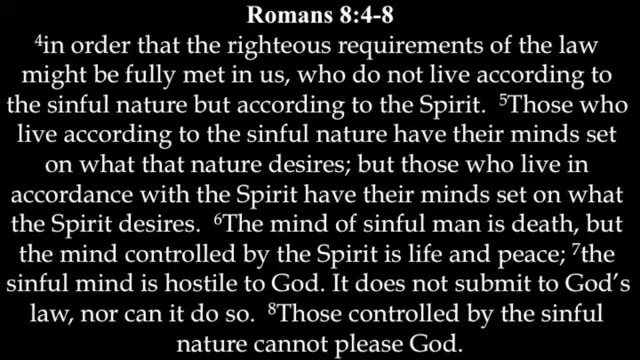 Romans 8:4-8
⁴in order that the righteous requirements of the law
might be fully met in us, who do not live according to
the sinful nature but according to the Spirit. ⁵Those who
live according to the sinful nature have their minds set
on what that nature desires; but those who live in
accordance with the Spirit have their minds set on what
the Spirit desires. ⁶The mind of sinful man is death, but
the mind controlled by the Spirit is life and peace; ⁷the
sinful mind is hostile to God. It does not submit to God's
law, nor can it do so. ⁸Those controlled by the sinful
nature cannot please God.